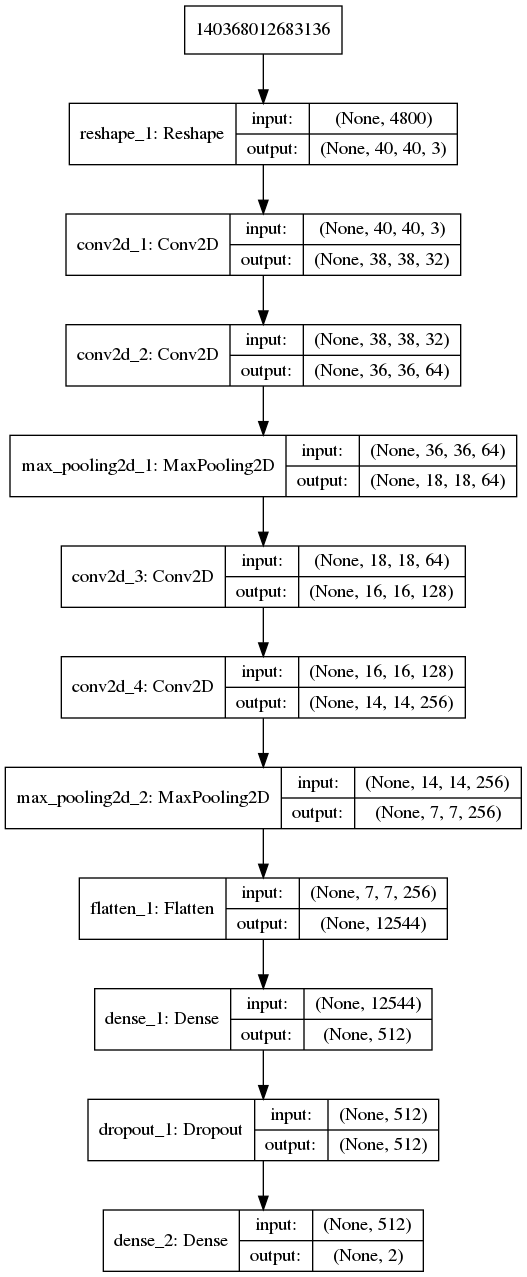 140368012683136
reshape_1: Reshape
input: (None, 4800)
output: (None, 40, 40, 3)
conv2d_1: Conv2D
input: (None, 40, 40, 3)
output: (None, 38, 38, 32)
conv2d_2: Conv2D
input: (None, 38, 38, 32)
output: (None, 36, 36, 64)
max_pooling2d_1: MaxPooling2D
input: (None, 36, 36, 64)
output: (None, 18, 18, 64)
conv2d_3: Conv2D
input: (None, 18, 18, 64)
output: (None, 16, 16, 128)
conv2d_4: Conv2D
input: (None, 16, 16, 128)
output: (None, 14, 14, 256)
max_pooling2d_2: MaxPooling2D
input: (None, 14, 14, 256)
output: (None, 7, 7, 256)
flatten_1: Flatten
input: (None, 7, 7, 256)
output: (None, 12544)
dense_1: Dense
input: (None, 12544)
output: (None, 512)
dropout_1: Dropout
input: (None, 512)
output: (None, 512)
dense_2: Dense
input: (None, 512)
output: (None, 2)